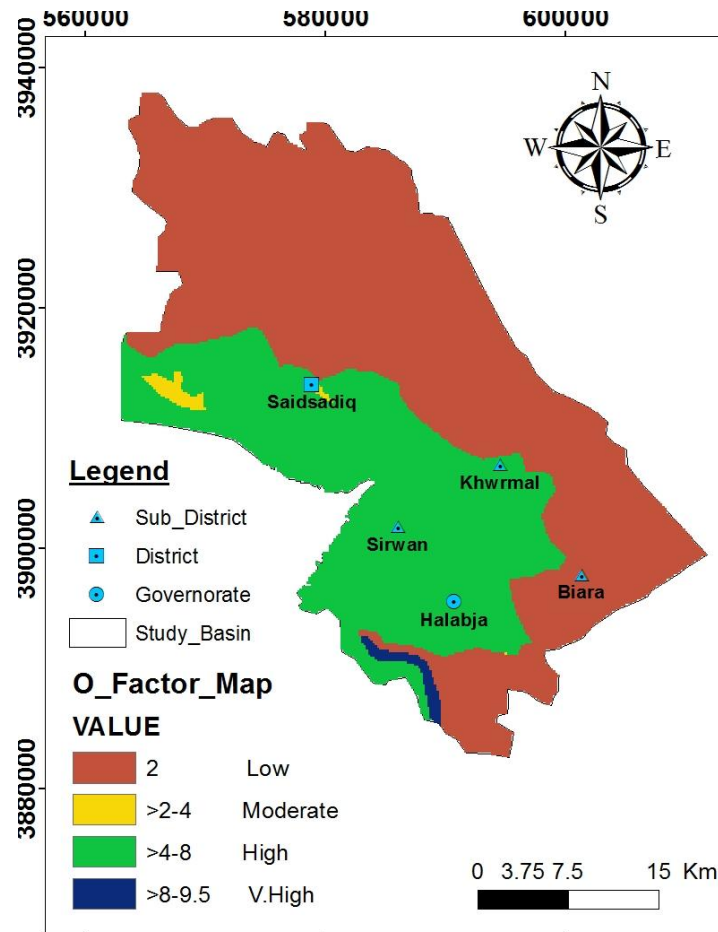 560000 580000 600000
3940000
3920000
3900000
3880000
N
W E
S
Saidsadiq
Khwrmal
Sirwan
Biara
Halabja
Legend
Sub_District
District
Governorate
Study_Basin
O_Factor_Map
VALUE
2 Low
>2-4 Moderate
>4-8 High
>8-9.5 V.High
0 3.75 7.5 15 Km